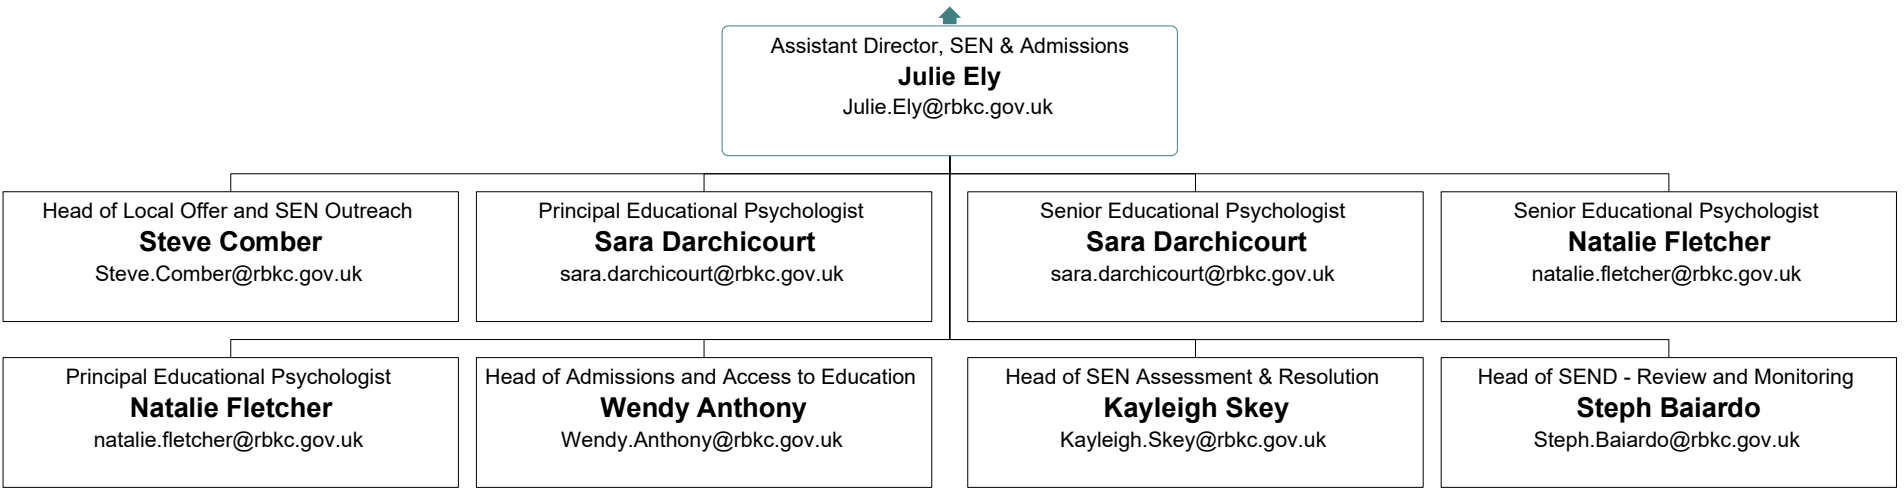 Assistant Director, SEN & Admissions
Julie Ely
Julie.Ely@rbkc.gov.uk
Head of Local Offer and SEN Outreach
Steve Comber
Steve.Comber@rbkc.gov.uk
Principal Educational Psychologist
Sara Darchicourt
sara.darchicourt@rbkc.gov.uk
Senior Educational Psychologist
Sara Darchicourt
sara.darchicourt@rbkc.gov.uk
Senior Educational Psychologist
Natalie Fletcher
natalie.fletcher@rbkc.gov.uk
Principal Educational Psychologist
Natalie Fletcher
natalie.fletcher@rbkc.gov.uk
Head of Admissions and Access to Education
Wendy Anthony
Wendy.Anthony@rbkc.gov.uk
Head of SEN Assessment & Resolution
Kayleigh Skey
Kayleigh.Skey@rbkc.gov.uk
Head of SEND - Review and Monitoring
Steph Baiardo
Steph.Baiardo@rbkc.gov.uk